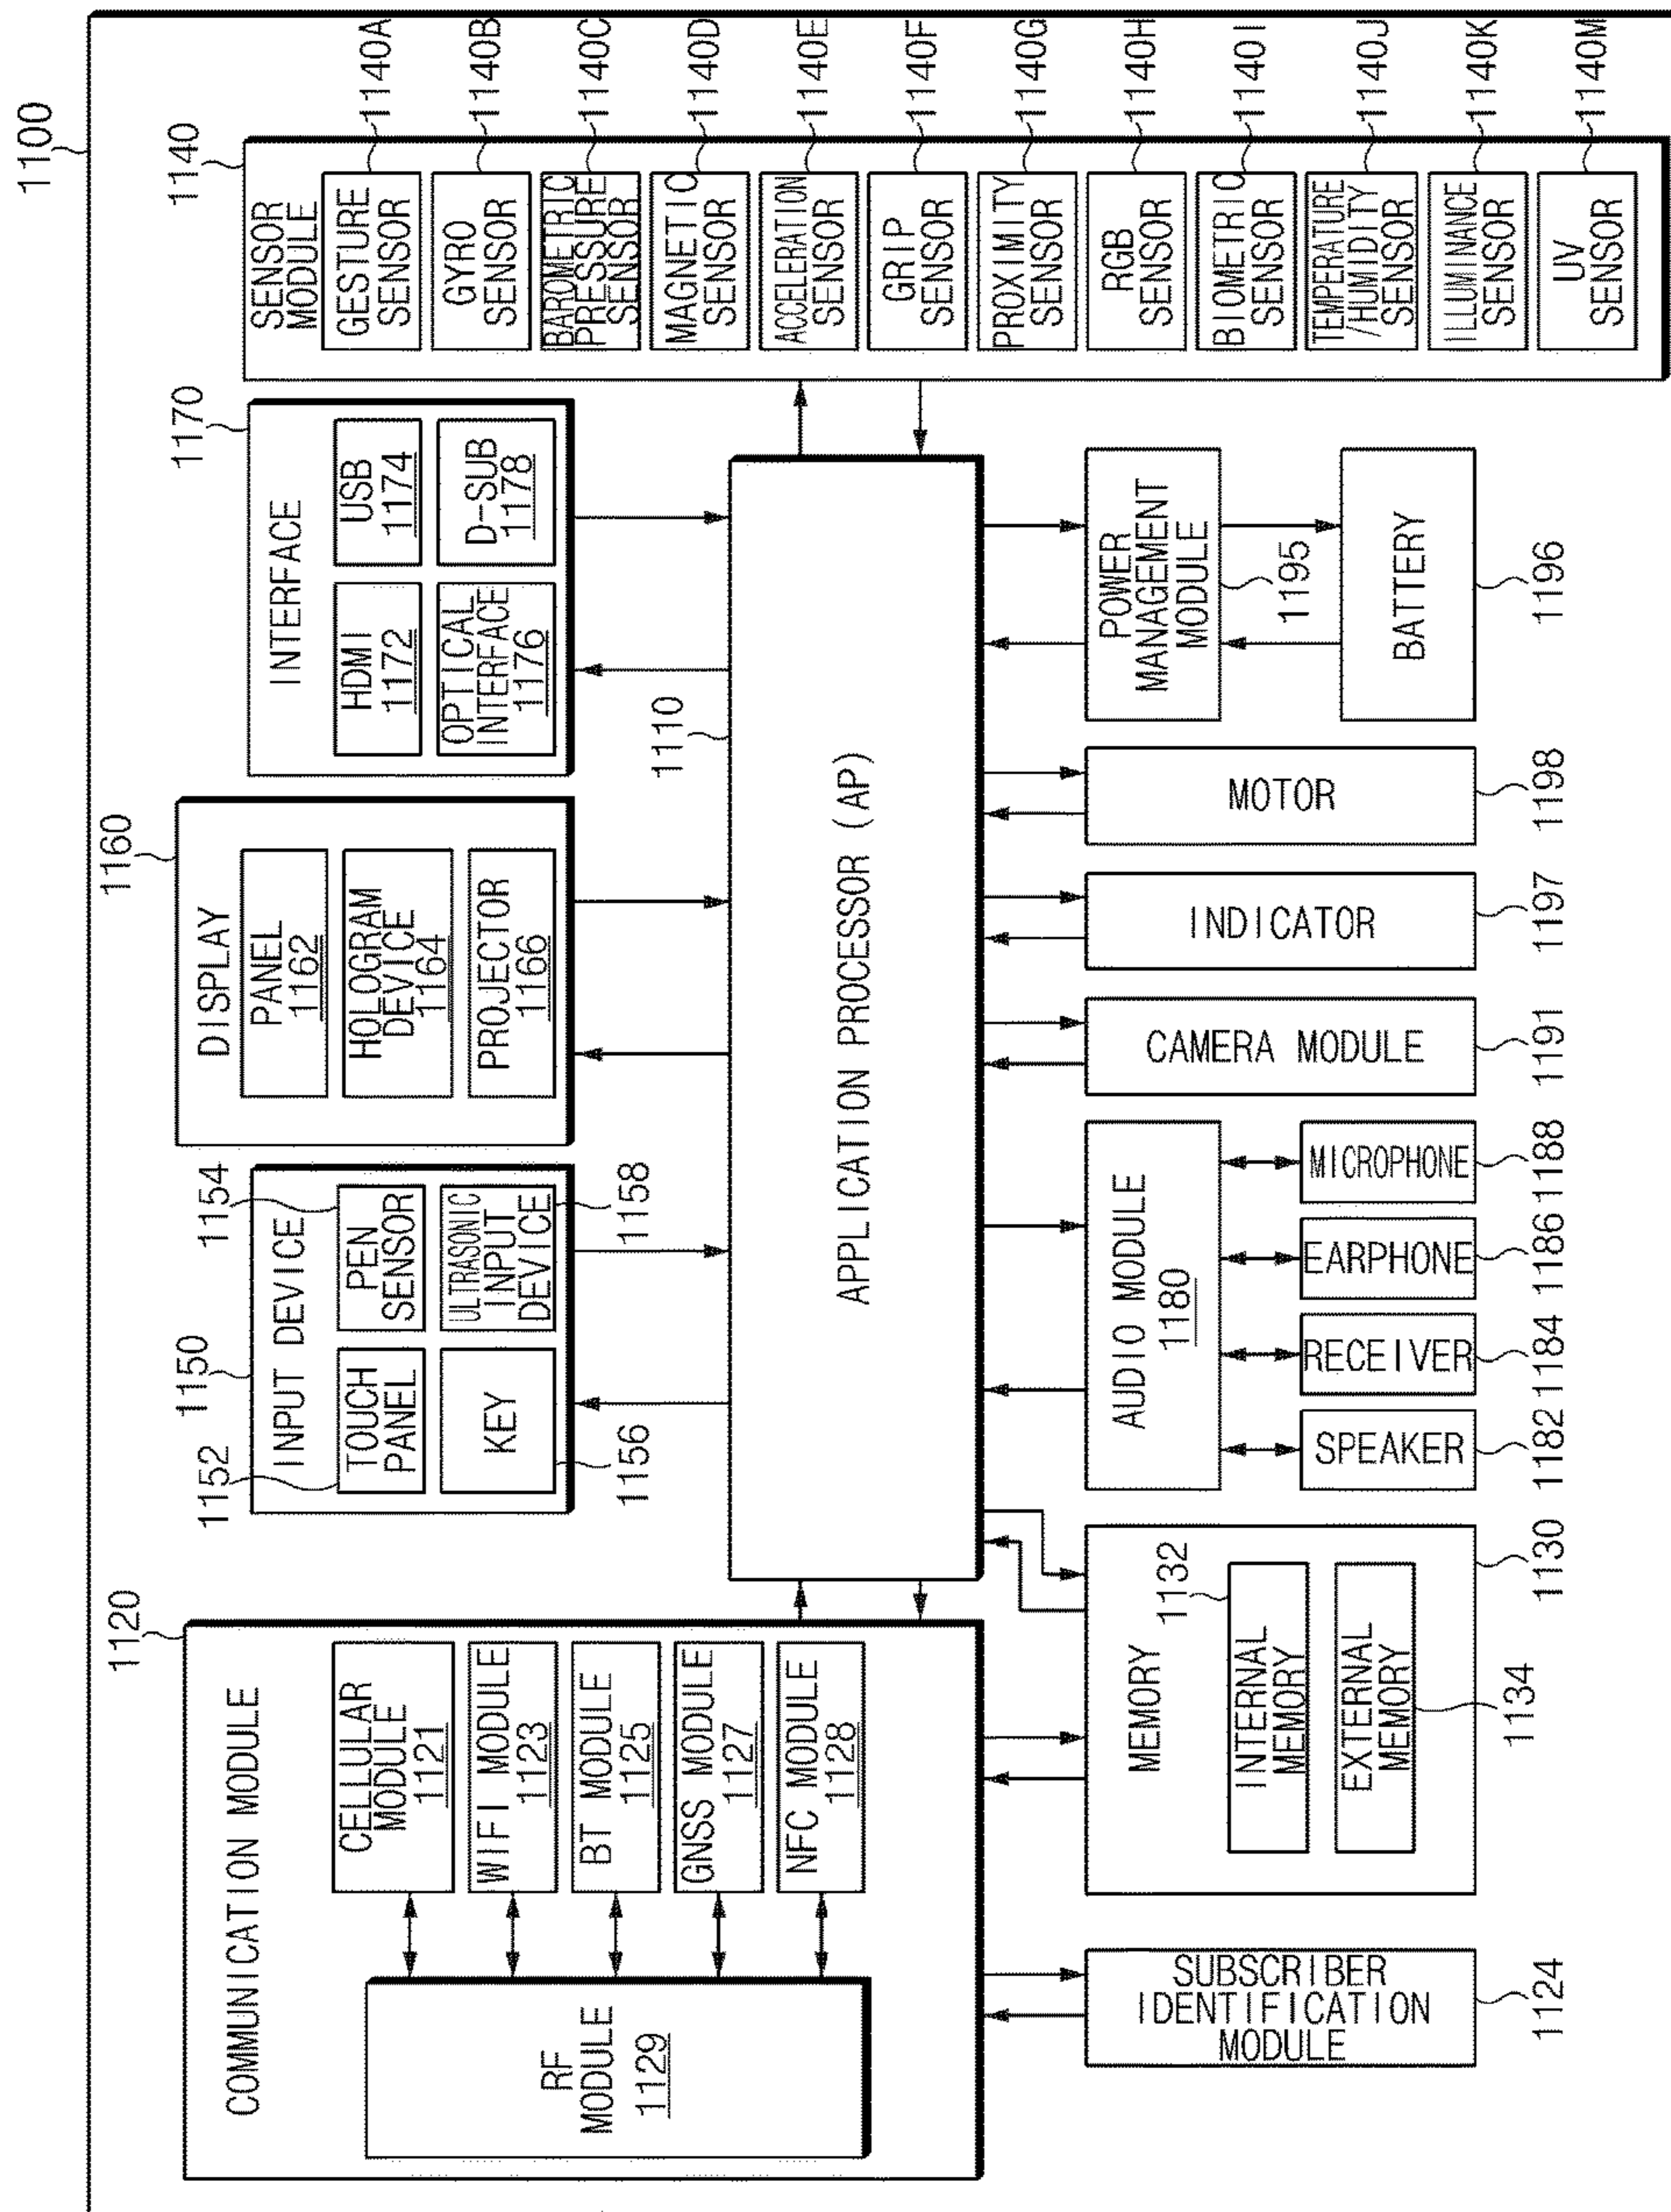 1100
1120
COMMUNICATION MODULE
CELLULAR
MODULE
1121
WIFI MODULE
1123
BT MODULE
1125
GNSS MODULE
1127
NFC MODULE
1128
RF
MODULE
1129
1150
INPUT DEVICE
1152
TOUCH
PANEL
1154
PEN
SENSOR
KEY
1156
ULTRASONIC
INPUT
DEVICE
1158
1160
DISPLAY
PANEL
1162
HOLOGRAM
DEVICE
1164
PROJECTOR
1166
1170
INTERFACE
HDMI
1172
USB
1174
OPTICAL
INTERFACE
1176
D-SUB
1178
1140
SENSOR
MODULE
GESTURE
SENSOR
1140A
GYRO
SENSOR
1140B
BAROMETRIC
PRESSURE
SENSOR
1140C
MAGNETIC
SENSOR
1140D
ACCELERATION
SENSOR
1140E
GRIP
SENSOR
1140F
PROXIMITY
SENSOR
1140G
RGB
SENSOR
1140H
BIOMETRIC
SENSOR
1140I
TEMPERATURE
/HUMIDITY
SENSOR
1140J
ILLUMINANCE
SENSOR
1140K
UV
SENSOR
1140M
1110
APPLICATION PROCESSOR (AP)
SUBSCRIBER
IDENTIFICATION
MODULE
1124
MEMORY
1132
INTERNAL
MEMORY
EXTERNAL
MEMORY
1134
1130
AUDIO MODULE
1180
SPEAKER
1182
RECEIVER
1184
EARPHONE
1186
MICROPHONE
1188
CAMERA MODULE
1191
INDICATOR
1197
MOTOR
1198
POWER
MANAGEMENT
MODULE
1195
BATTERY
1196